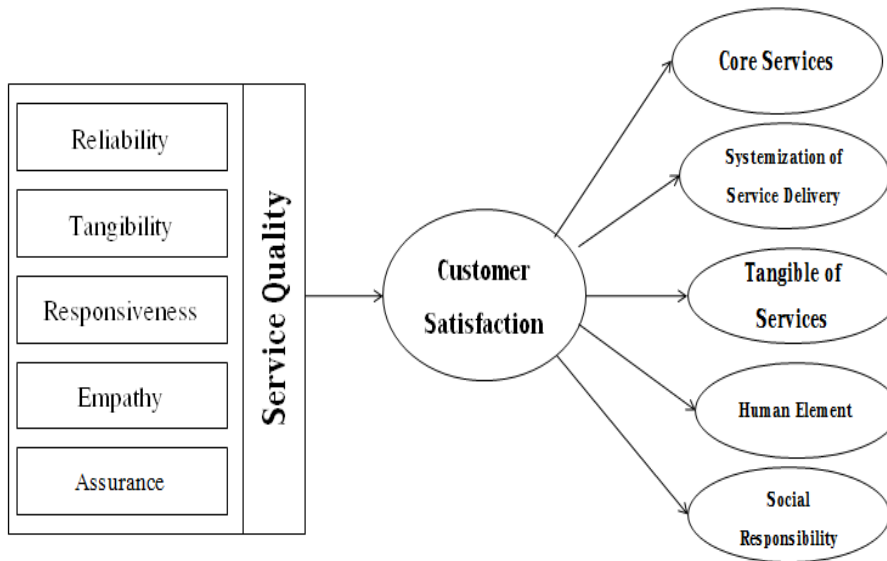 Reliability
Tangibility
Responsiveness
Empathy
Assurance
Service Quality
Customer
Satisfaction
Core Services
Systemization of
Service Delivery
Tangible of
Services
Human Element
Social
Responsibility